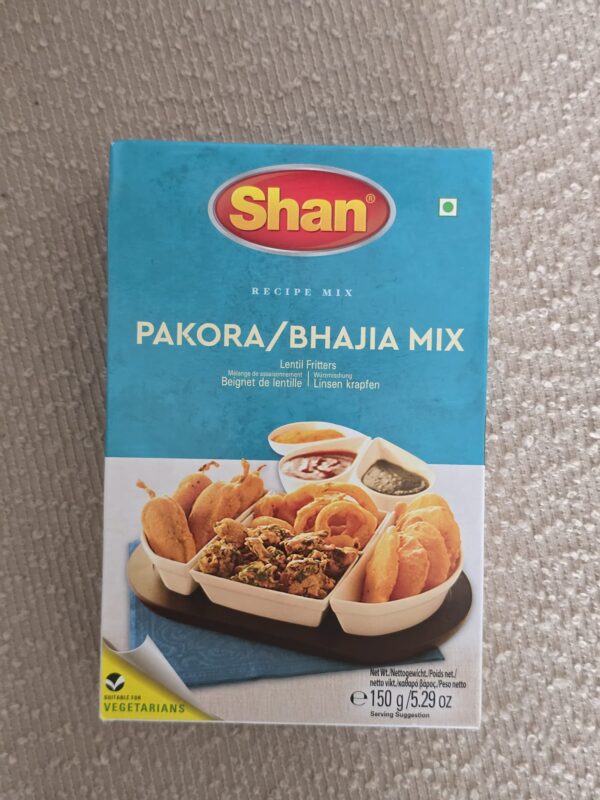 Shan®
RECIPE MIX
PAKORA/BHAJIA MIX
Lentil Fritters
Mélange de assaisonnement | Würzmischung
Beignet de lentille | Linsen krapfen
SUITABLE FOR
VEGETARIANS
Net Wt./Nettogewicht./Poids net./
netto vikt./καθαρό βάρος./Peso netto
℮150 g/5.29 oz
Serving Suggestion